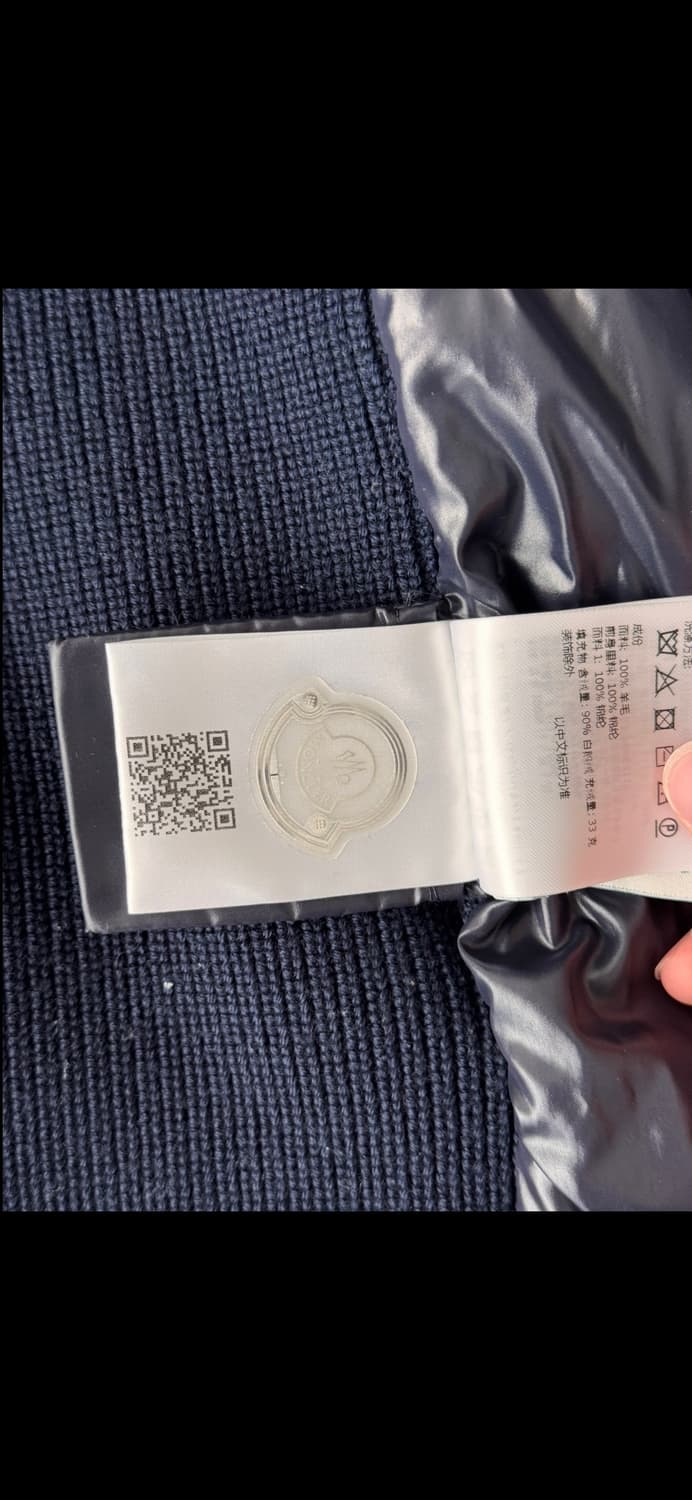 洗涤方法
P
成份
面料: 100% 羊毛
前身里料: 100% 锦纶
面料 1: 100% 锦纶
填充物 含绒量: 90% 白鸭绒 充绒量: 33 克
装饰除外
以中文标识为准